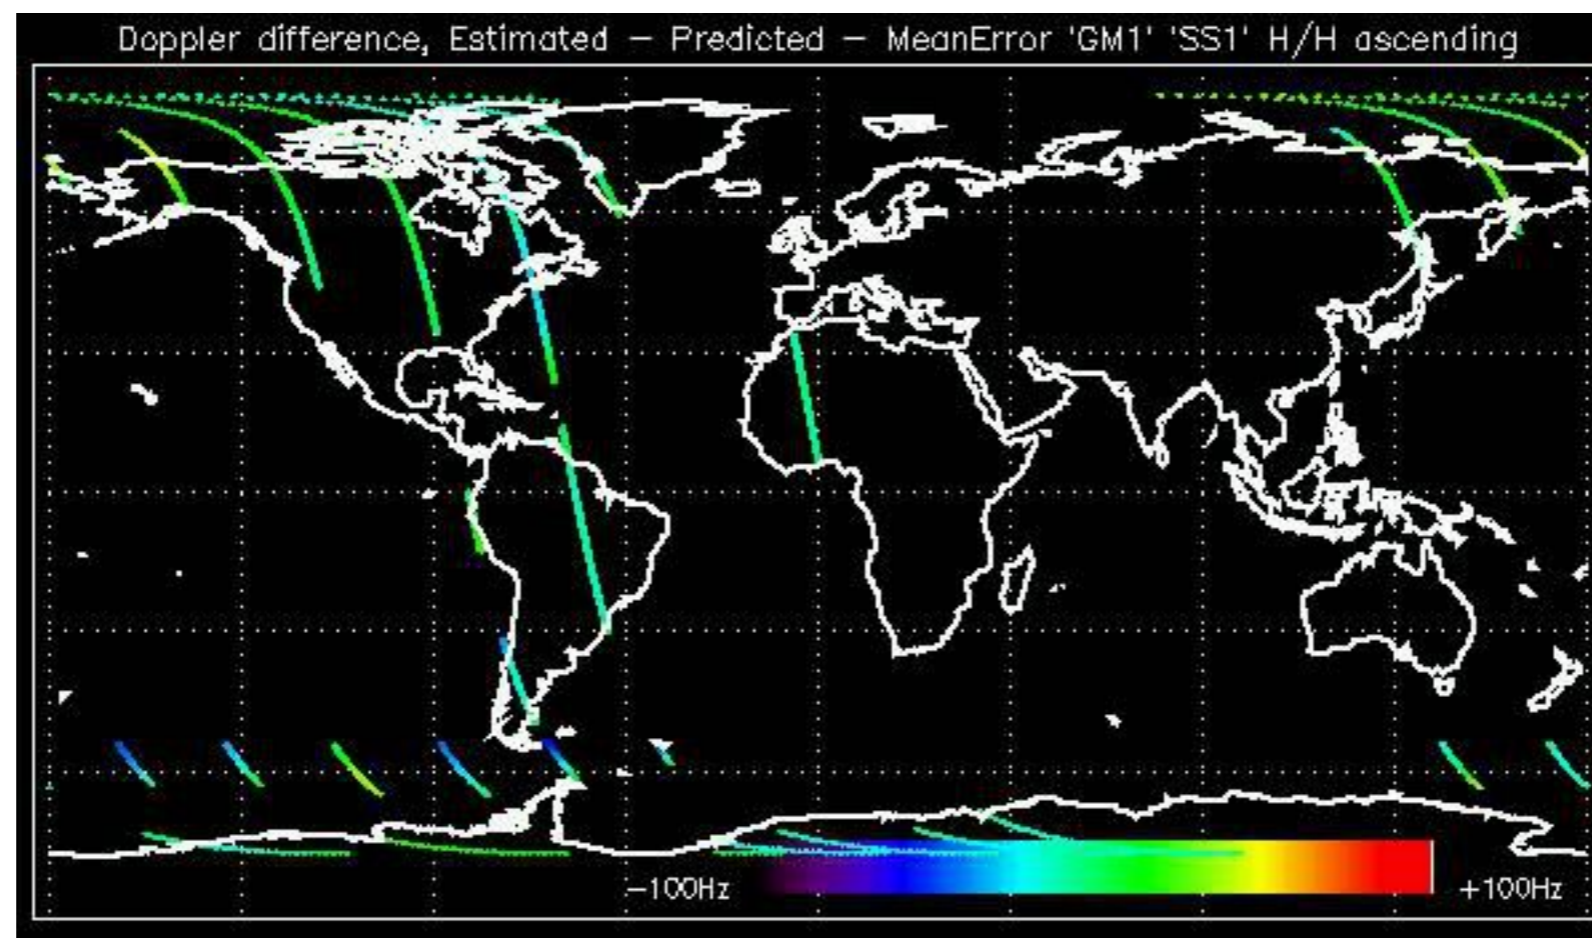 Doppler difference, Estimated – Predicted – MeanError 'GM1' 'SS1' H/H ascending
–100Hz
+100Hz